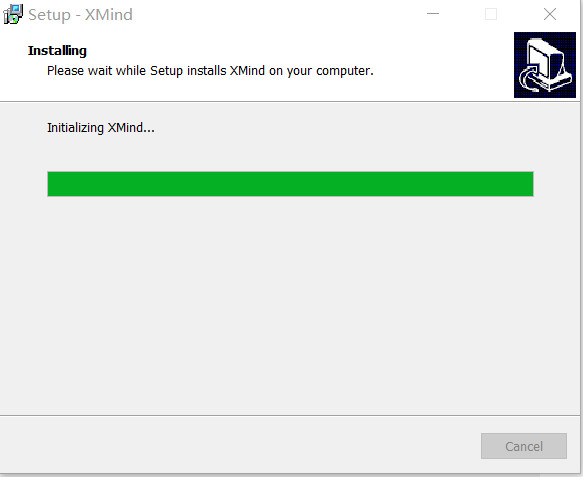 Setup - XMind
Installing
Please wait while Setup installs XMind on your computer.
Initializing XMind...
Cancel